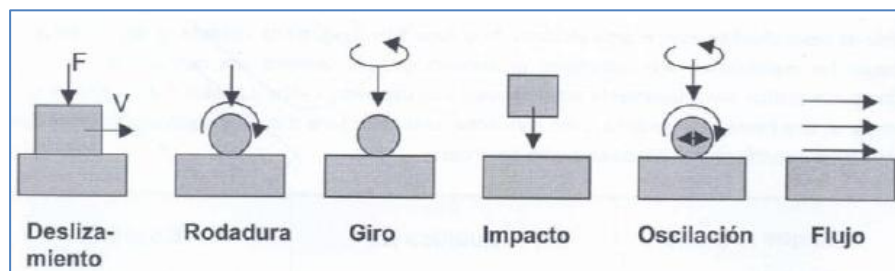 F
V
Desliza-
miento
Rodadura
Giro
Impacto
Oscilación
Flujo